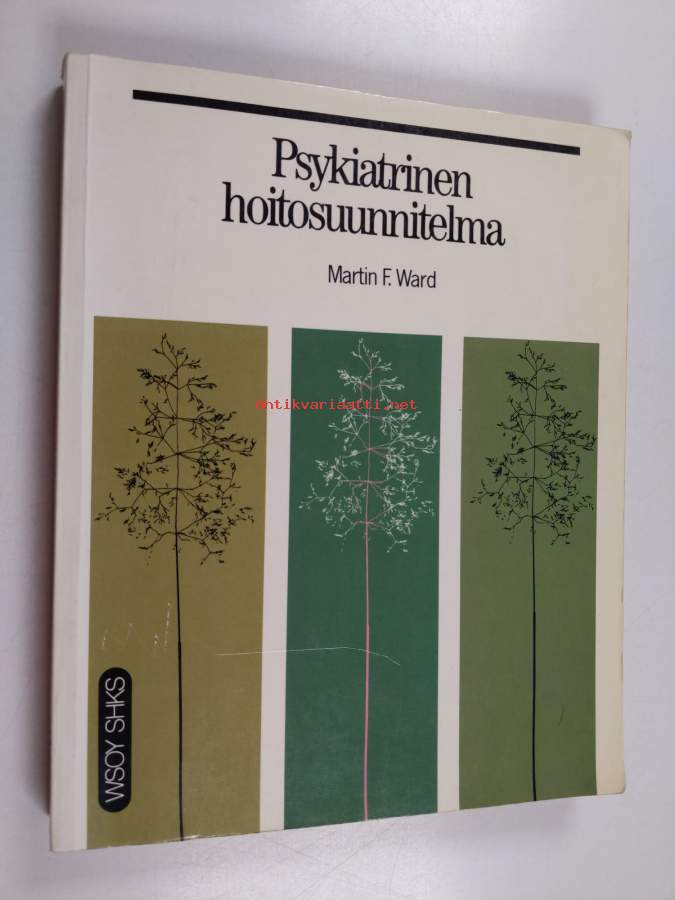 Psykiatrinen
hoitosuunnitelma
Martin F. Ward
Antikvariaatti.net
WSOY SHKS